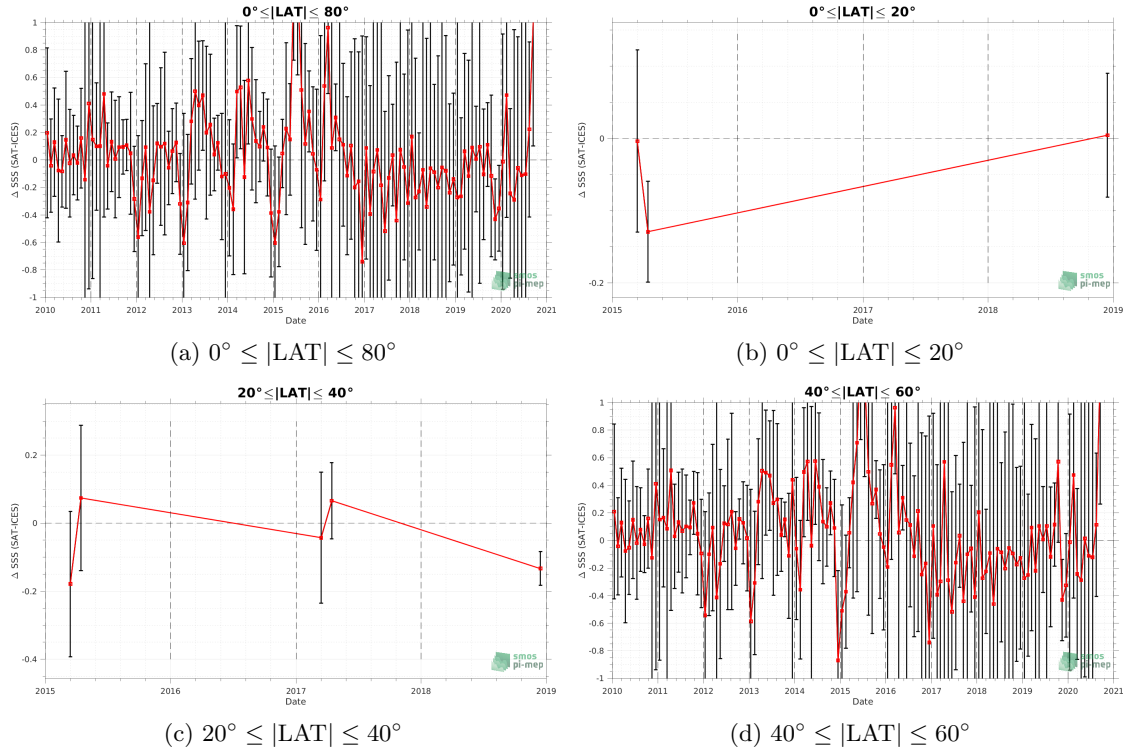 0°≤|LAT|≤ 80°
Δ SSS (SAT-ICES)
1
0.8
0.6
0.4
0.2
0
-0.2
-0.4
-0.6
-0.8
-1
2010 2011 2012 2013 2014 2015 2016 2017 2018 2019 2020 2021
Date
smos
pi-mep
(a) 0° ≤ |LAT| ≤ 80°
0°≤|LAT|≤ 20°
Δ SSS (SAT-ICES)
0
-0.2
2015 2016 2017 2018 2019
Date
smos
pi-mep
(b) 0° ≤ |LAT| ≤ 20°
20°≤|LAT|≤ 40°
Δ SSS (SAT-ICES)
0.2
0
-0.2
-0.4
2015 2016 2017 2018 2019
Date
smos
pi-mep
(c) 20° ≤ |LAT| ≤ 40°
40°≤|LAT|≤ 60°
Δ SSS (SAT-ICES)
1
0.8
0.6
0.4
0.2
0
-0.2
-0.4
-0.6
-0.8
-1
2010 2011 2012 2013 2014 2015 2016 2017 2018 2019 2020 2021
Date
smos
pi-mep
(d) 40° ≤ |LAT| ≤ 60°